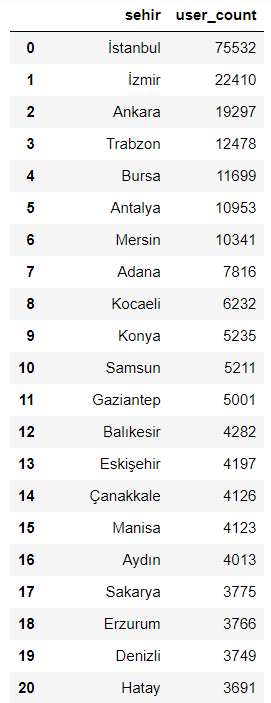 sehir user_count
0 İstanbul 75532
1 İzmir 22410
2 Ankara 19297
3 Trabzon 12478
4 Bursa 11699
5 Antalya 10953
6 Mersin 10341
7 Adana 7816
8 Kocaeli 6232
9 Konya 5235
10 Samsun 5211
11 Gaziantep 5001
12 Balıkesir 4282
13 Eskişehir 4197
14 Çanakkale 4126
15 Manisa 4123
16 Aydın 4013
17 Sakarya 3775
18 Erzurum 3766
19 Denizli 3749
20 Hatay 3691